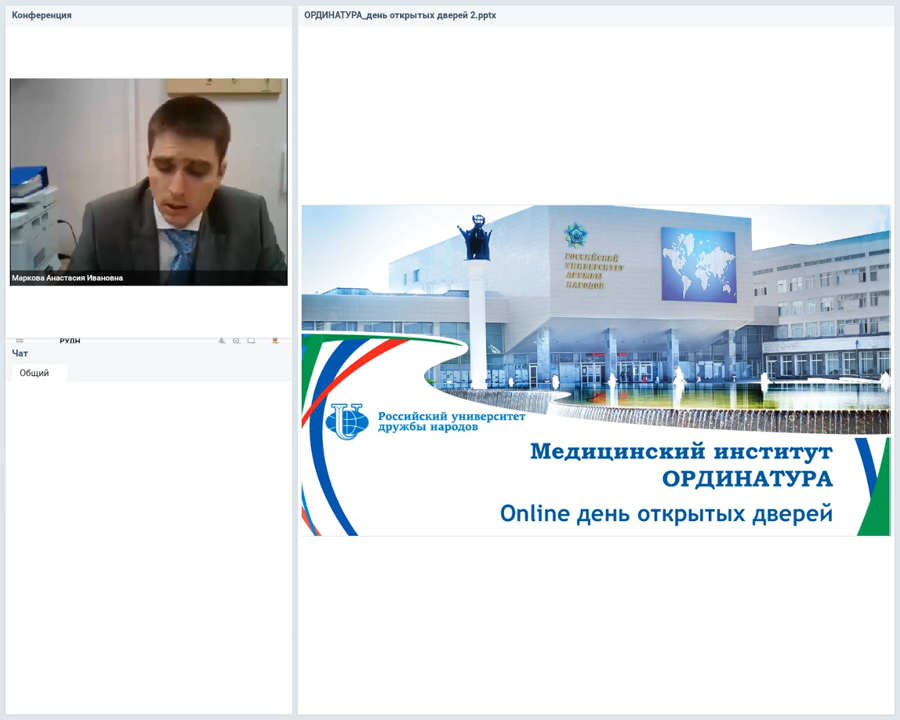 Конференция
ОРДИНАТУРА_день открытых дверей 2.pptx
Маркова Анастасия Ивановна
РУДН
Чат
Общий
РОССИЙСКИЙ
УНИВЕРСИТЕТ
ДРУЖБЫ
НАРОДОВ
Российский университет
дружбы народов
Медицинский институт
ОРДИНАТУРА
Online день открытых дверей